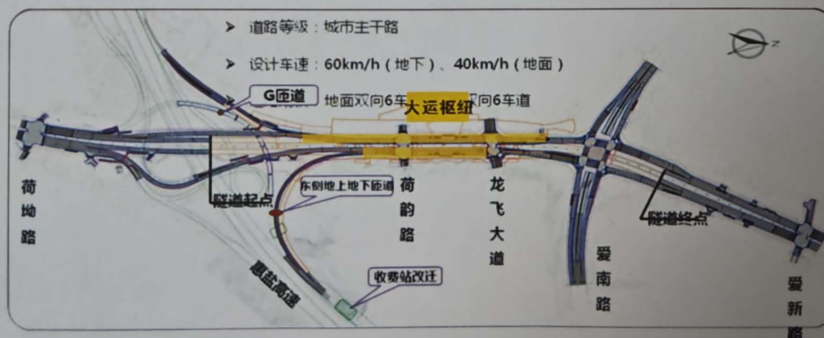 ➤ 道路等级：城市主干路
➤ 设计车速：60km/h（地下）、40km/h（地面）
地面双向6车
双向6车道
大运枢纽
G匝道
N
隧道起点
东侧地上地下匝道
荷坳路
荷韵路
龙飞大道
爱南路
隧道终点
爱新路
惠盐高速
收费站改迁